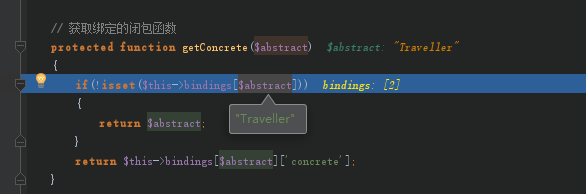 // 获取绑定的闭包函数
protected function getConcrete($abstract) $abstract: "Traveller"
{
if(!isset($this->bindings[$abstract])) bindings: [2]
{
"Traveller"
return $abstract;
}
return $this->bindings[$abstract]['concrete'];
}